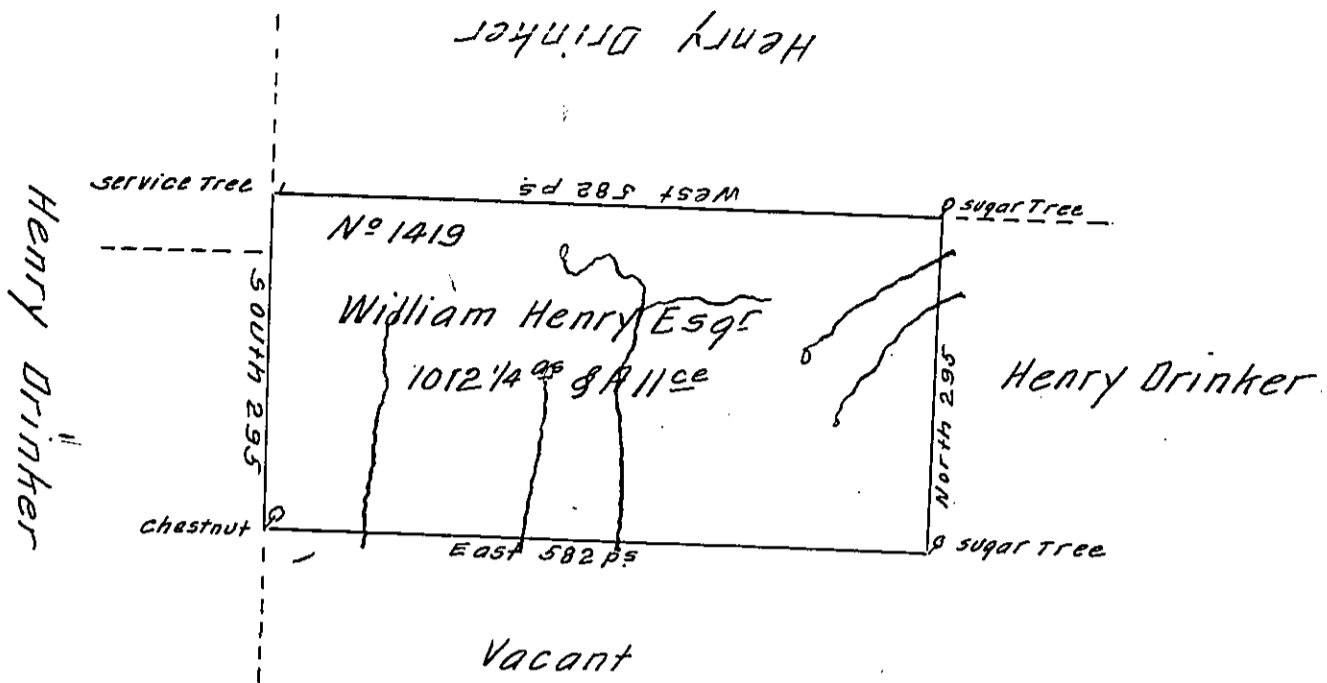 Henry Drinker
service Tree
West 582 ps
sugar Tree
Nº 1419
William Henry Esqr
1012 1/4 as & All ce
South 295
North 295
Henry Drinker
Henry Drinker
chestnut
East 582 ps
sugar Tree
Vacant